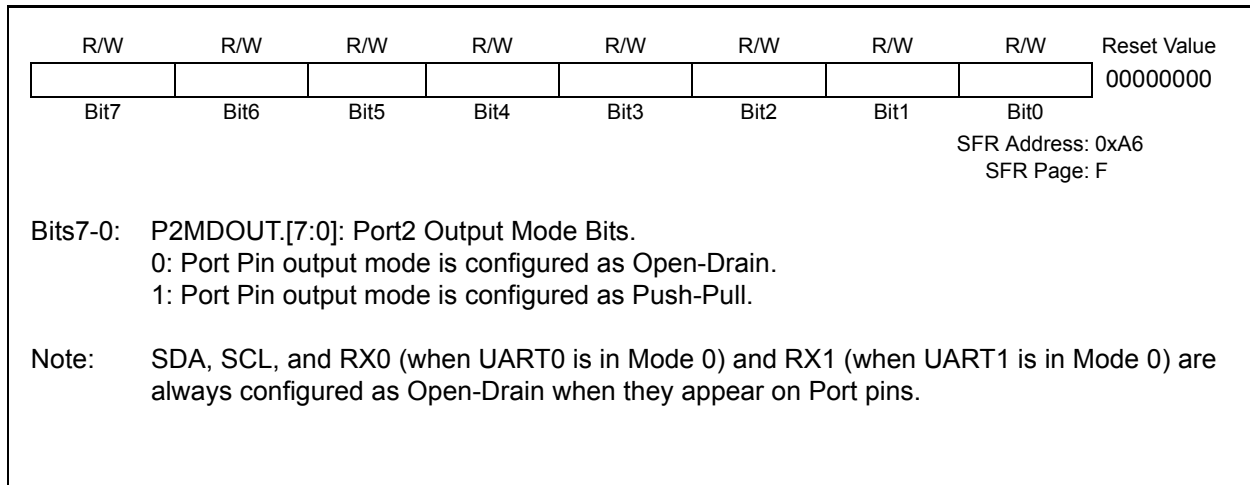 R/W R/W R/W R/W R/W R/W R/W R/W Reset Value
00000000
Bit7 Bit6 Bit5 Bit4 Bit3 Bit2 Bit1 Bit0
SFR Address: 0xA6
SFR Page: F
Bits7-0: P2MDOUT.[7:0]: Port2 Output Mode Bits.
0: Port Pin output mode is configured as Open-Drain.
1: Port Pin output mode is configured as Push-Pull.
Note: SDA, SCL, and RX0 (when UART0 is in Mode 0) and RX1 (when UART1 is in Mode 0) are
always configured as Open-Drain when they appear on Port pins.